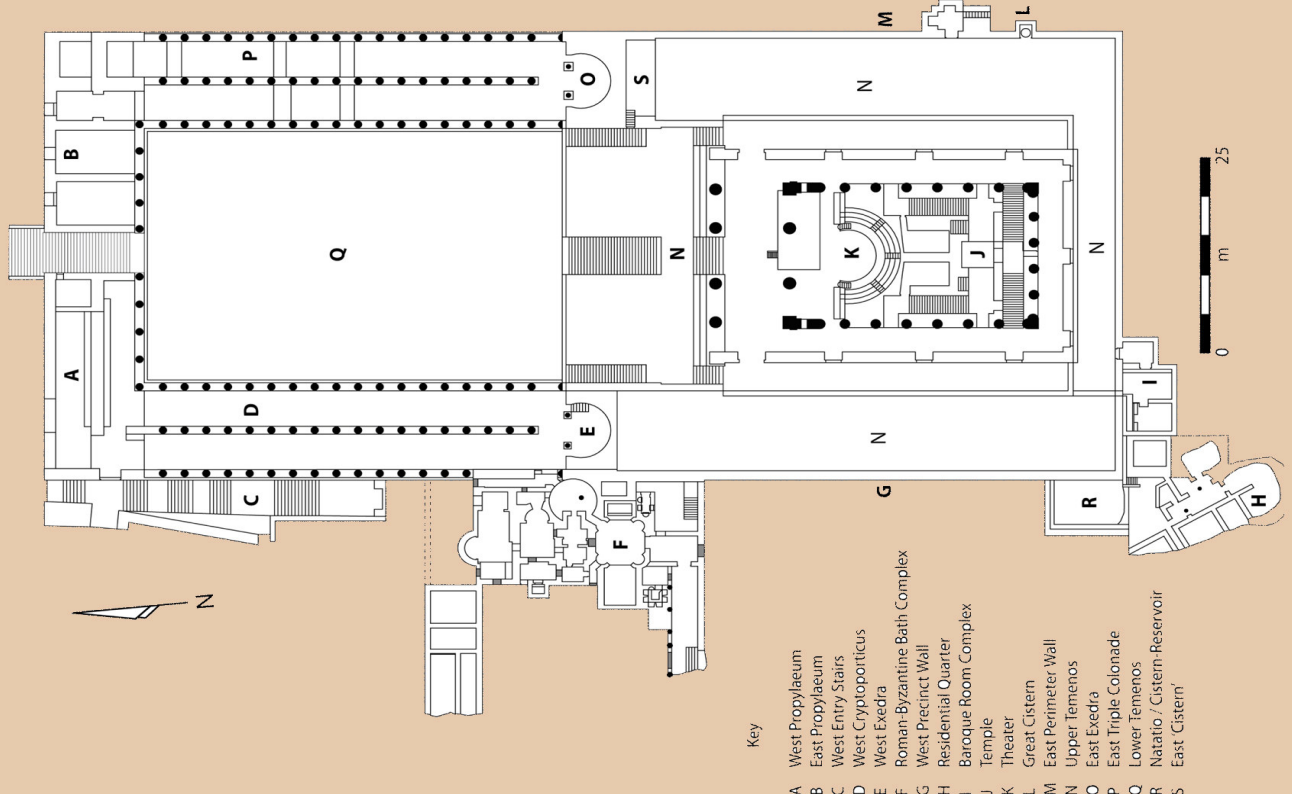 M
L
P
O
S
N
B
Q
N
K
J
N
A
D
E
N
I
C
G
R
F
H
N
0 m 25
Key
A West Propylaeum
B East Propylaeum
C West Entry Stairs
D West Cryptoporticus
E West Exedra
F Roman-Byzantine Bath Complex
G West Precinct Wall
H Residential Quarter
I Baroque Room Complex
J Temple
K Theater
L Great Cistern
M East Perimeter Wall
N Upper Temenos
O East Exedra
P East Triple Colonade
Q Lower Temenos
R Natatio / Cistern-Reservoir
S East 'Cistern'